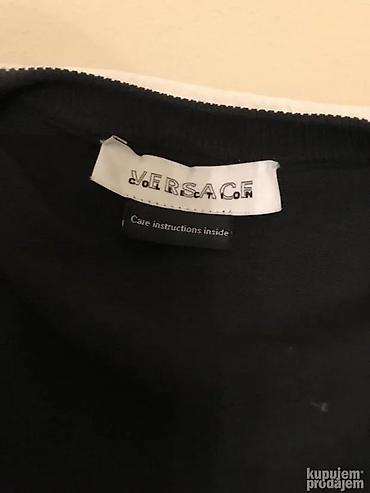 VERSACE
COLLECTION
Care instructions inside
kupujem
prodajem